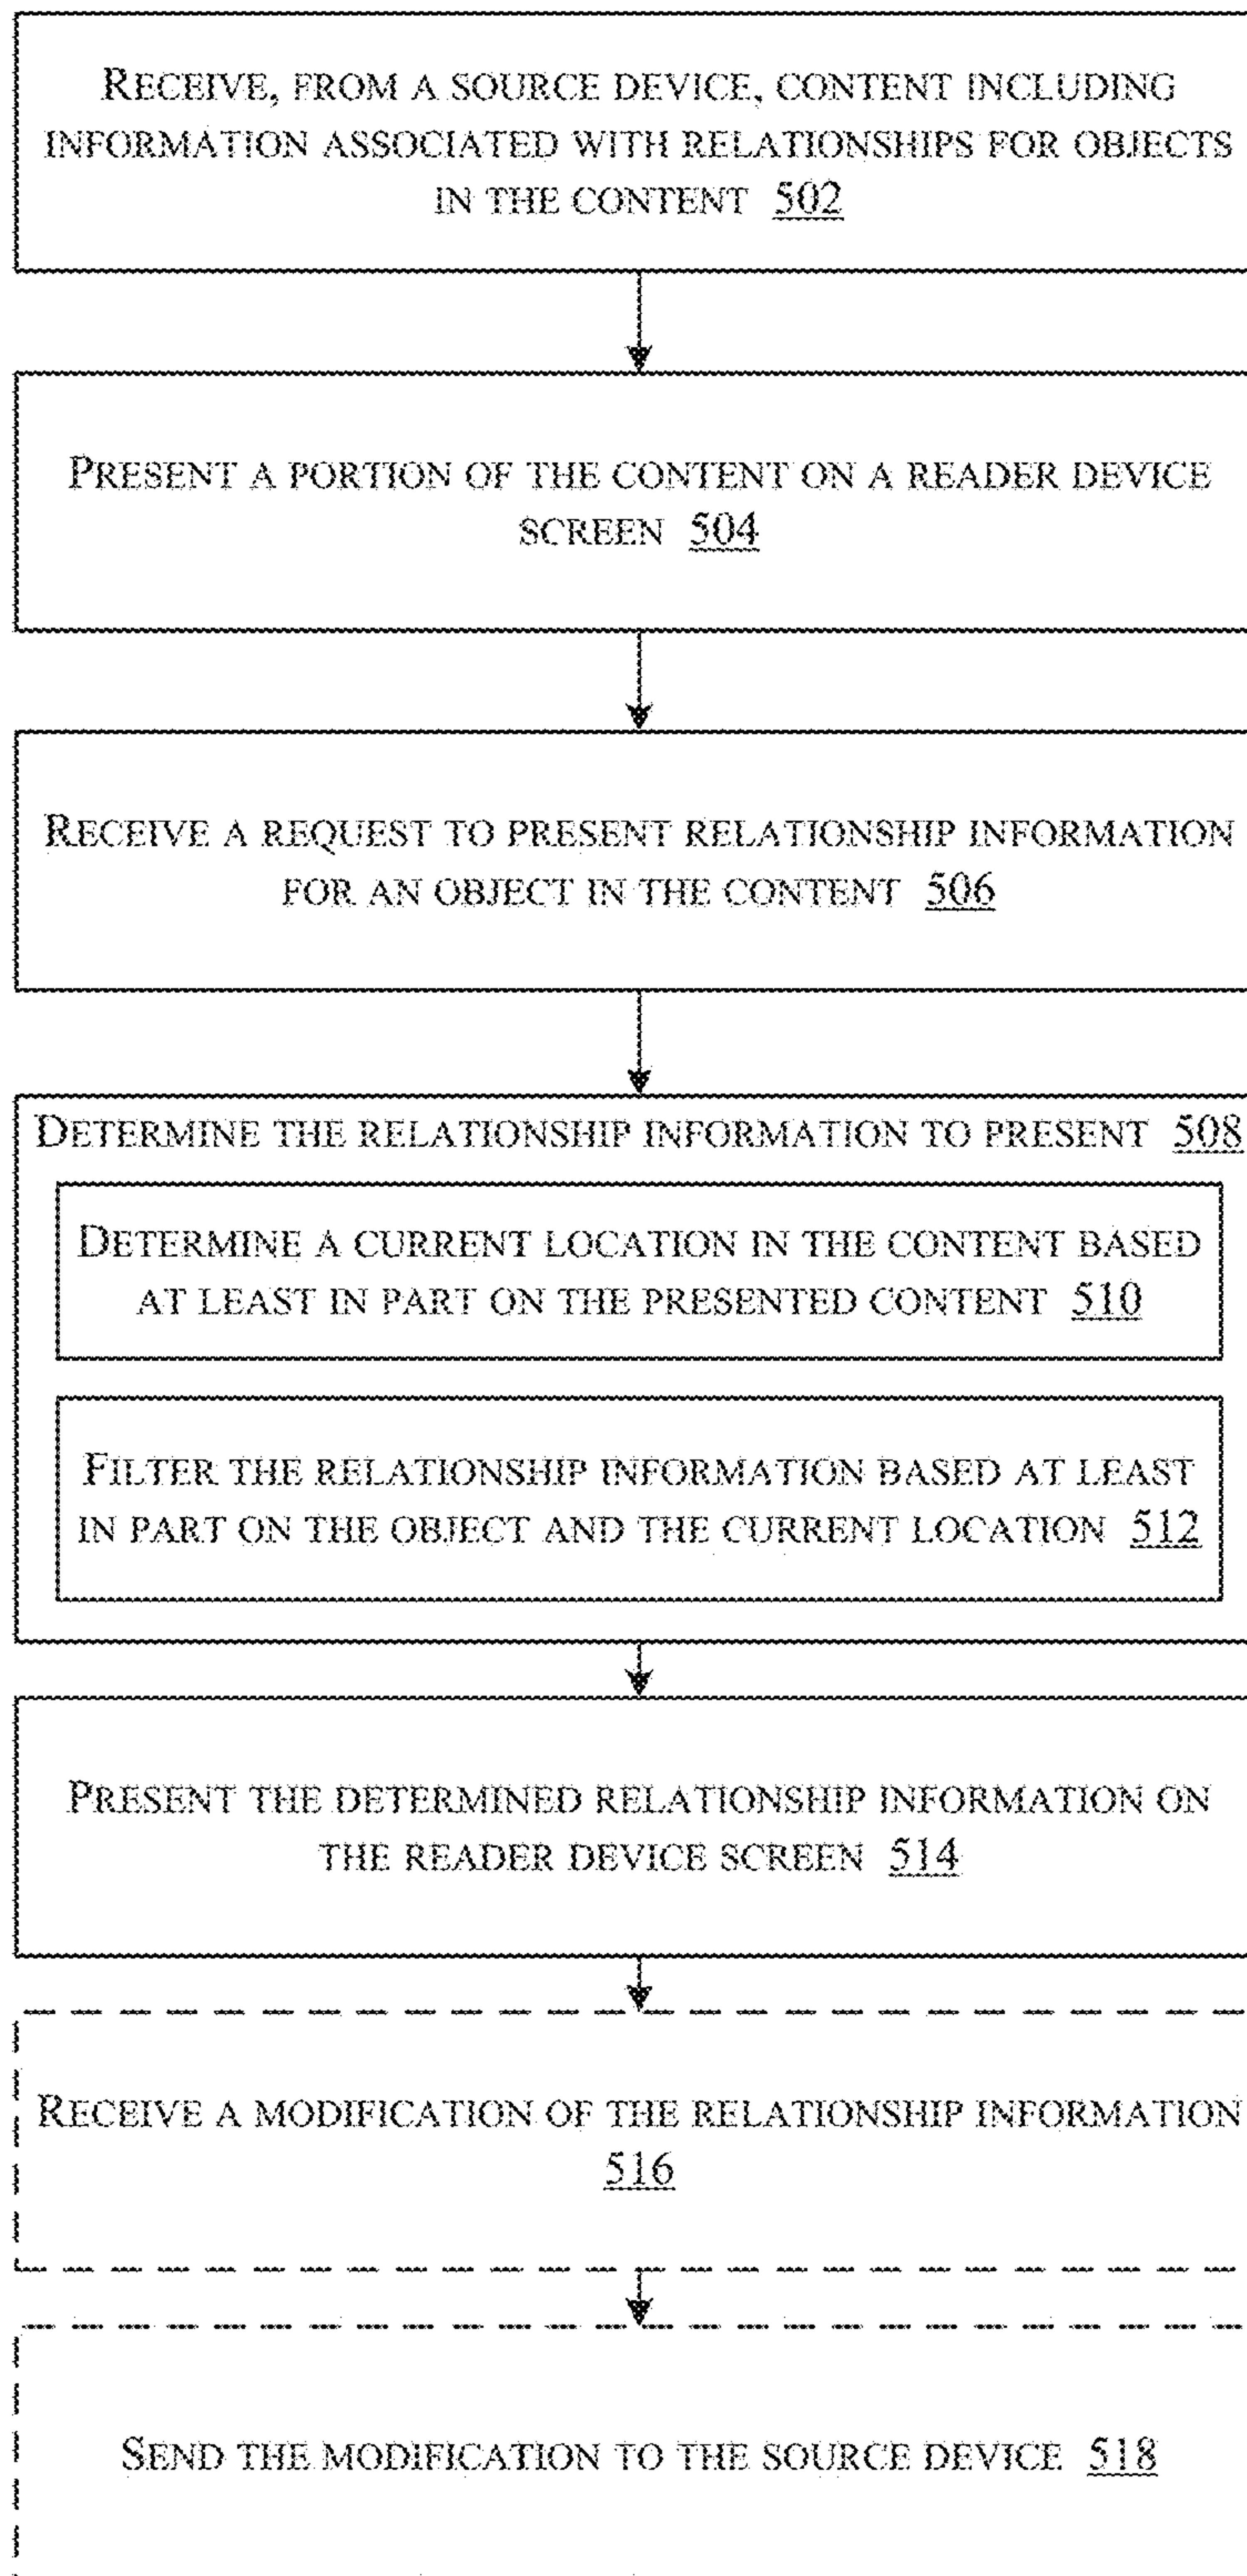 RECEIVE, FROM A SOURCE DEVICE, CONTENT INCLUDING
INFORMATION ASSOCIATED WITH RELATIONSHIPS FOR OBJECTS
IN THE CONTENT 502
PRESENT A PORTION OF THE CONTENT ON A READER DEVICE
SCREEN 504
RECEIVE A REQUEST TO PRESENT RELATIONSHIP INFORMATION
FOR AN OBJECT IN THE CONTENT 506
DETERMINE THE RELATIONSHIP INFORMATION TO PRESENT 508
DETERMINE A CURRENT LOCATION IN THE CONTENT BASED
AT LEAST IN PART ON THE PRESENTED CONTENT 510
FILTER THE RELATIONSHIP INFORMATION BASED AT LEAST
IN PART ON THE OBJECT AND THE CURRENT LOCATION 512
PRESENT THE DETERMINED RELATIONSHIP INFORMATION ON
THE READER DEVICE SCREEN 514
RECEIVE A MODIFICATION OF THE RELATIONSHIP INFORMATION
516
SEND THE MODIFICATION TO THE SOURCE DEVICE 518